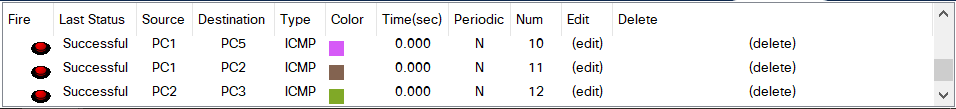 Fire Last Status Source Destination Type Color Time(sec) Periodic Num Edit Delete
Successful PC1 PC5 ICMP 0.000 N 10 (edit) (delete)
Successful PC1 PC2 ICMP 0.000 N 11 (edit) (delete)
Successful PC2 PC3 ICMP 0.000 N 12 (edit) (delete)